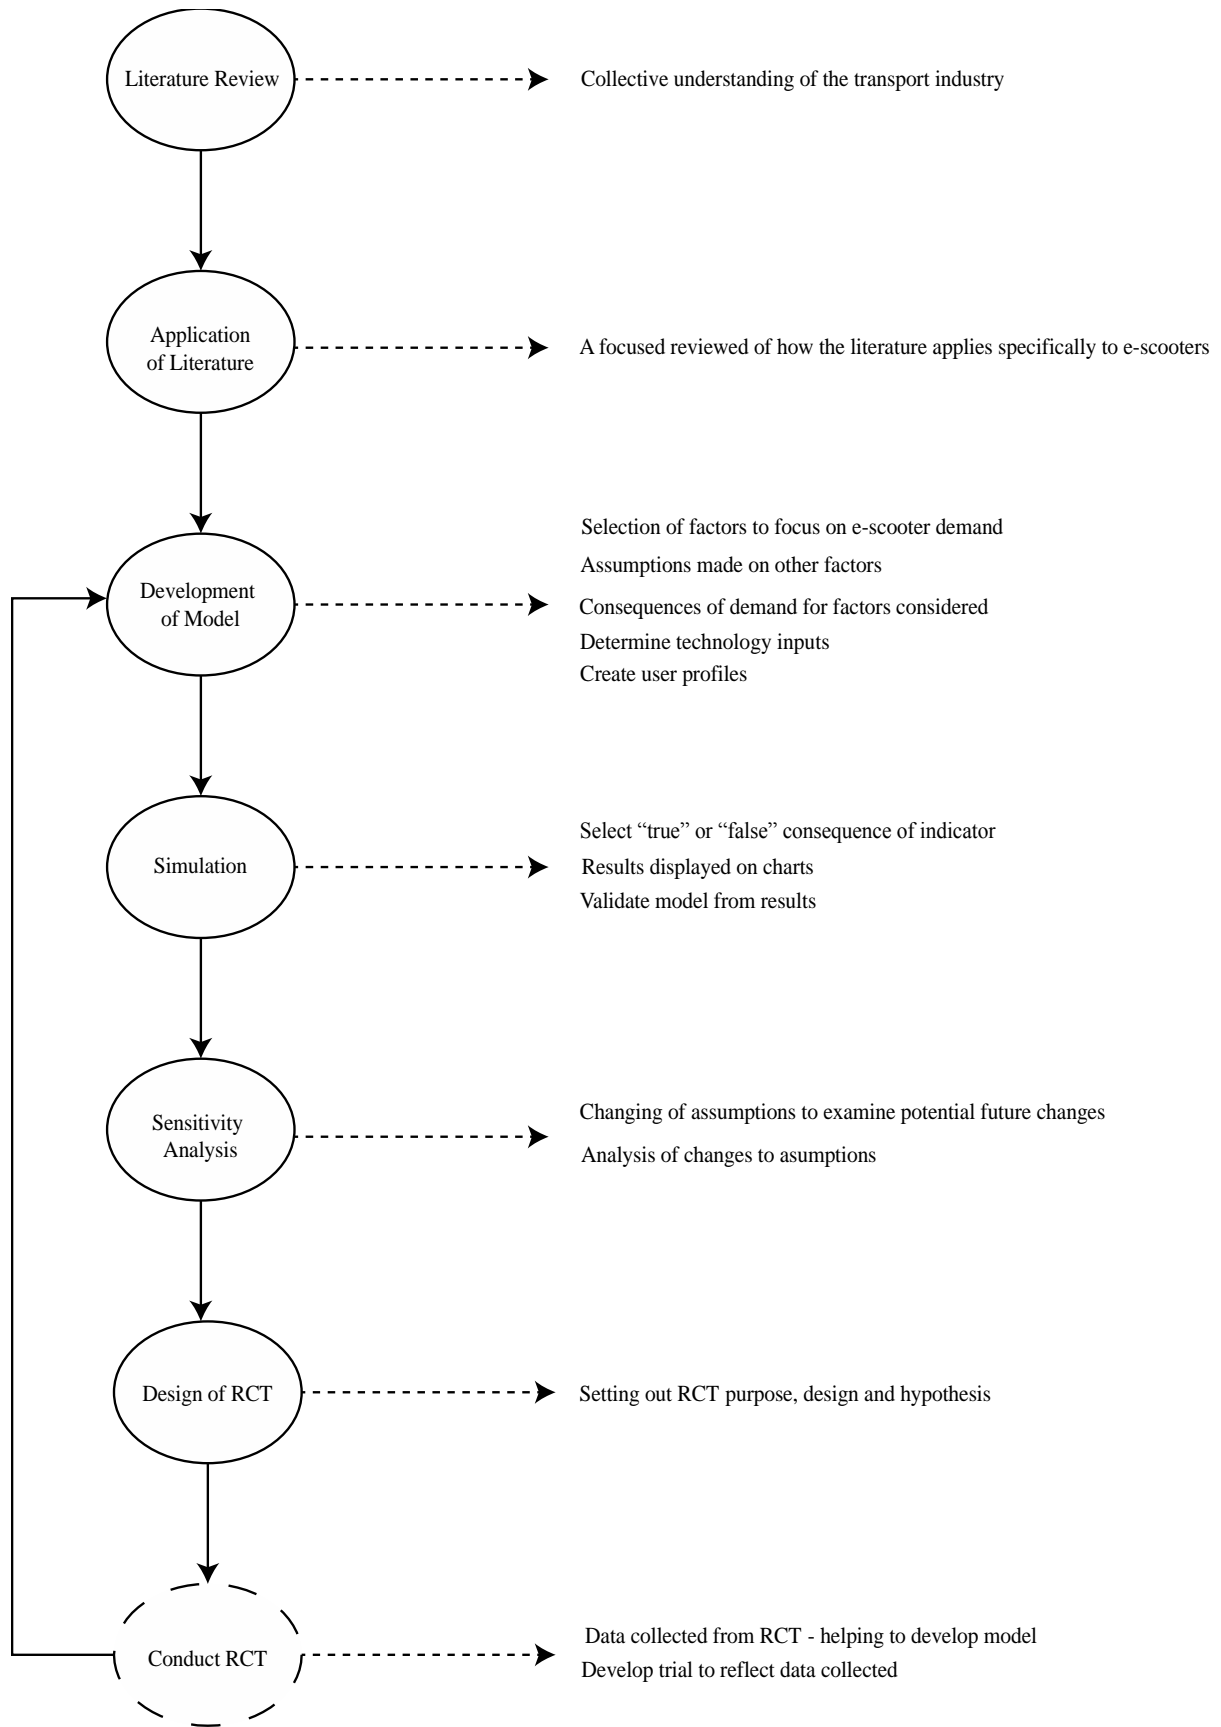 Literature Review
Collective understanding of the transport industry
Application
of Literature
A focused reviewed of how the literature applies specifically to e-scooters
Development
of Model
Selection of factors to focus on e-scooter demand
Assumptions made on other factors
Consequences of demand for factors considered
Determine technology inputs
Create user profiles
Simulation
Select “true” or “false” consequence of indicator
Results displayed on charts
Validate model from results
Sensitivity
Analysis
Changing of assumptions to examine potential future changes
Analysis of changes to asumptions
Design of RCT
Setting out RCT purpose, design and hypothesis
Conduct RCT
Data collected from RCT - helping to develop model
Develop trial to reflect data collected